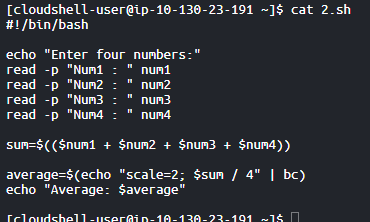 [cloudshell-user@ip-10-130-23-191 ~]$ cat 2.sh
#!/bin/bash
echo "Enter four numbers:"
read -p "Num1 : " num1
read -p "Num2 : " num2
read -p "Num3 : " num3
read -p "Num4 : " num4
sum=$(($num1 + $num2 + $num3 + $num4))
average=$(echo "scale=2; $sum / 4" | bc)
echo "Average: $average"
[cloudshell-user@ip-10-130-23-191 ~]$